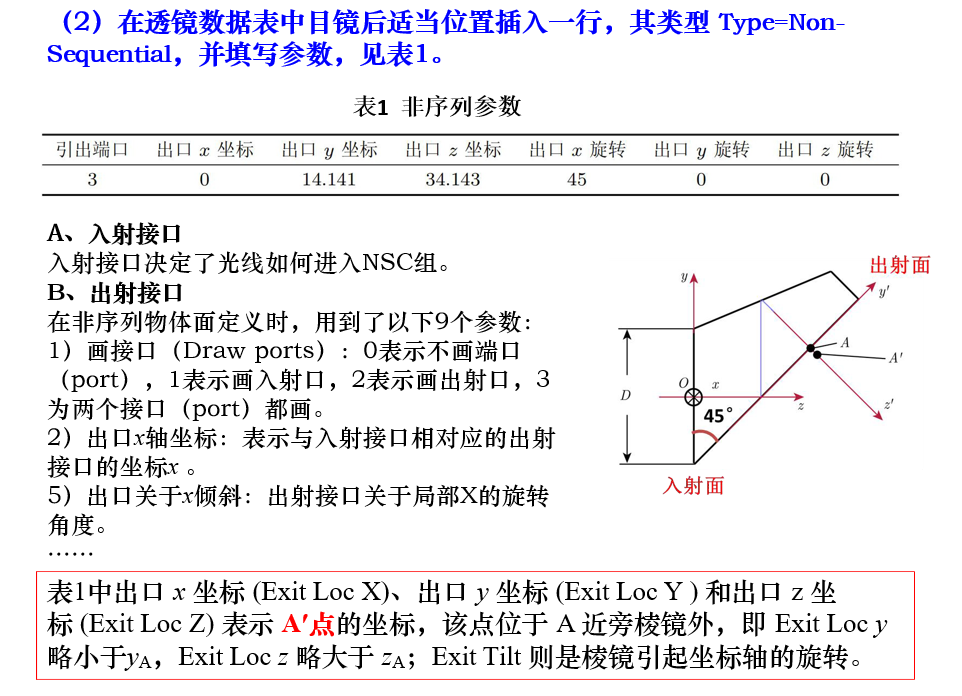 （2）在透镜数据表中目镜后适当位置插入一行，其类型 Type=Non-
Sequential，并填写参数，见表1。
表1 非序列参数
引出端口 出口 x 坐标 出口 y 坐标 出口 z 坐标 出口 x 旋转 出口 y 旋转 出口 z 旋转
3 0 14.141 34.143 45 0 0
A、入射接口
入射接口决定了光线如何进入NSC组。
B、出射接口
在非序列物体面定义时，用到了以下9个参数：
1）画接口（Draw ports）：0表示不画端口
（port），1表示画入射口，2表示画出射口，3
为两个接口（port）都画。
2）出口x轴坐标：表示与入射接口相对应的出射
接口的坐标x 。
5）出口关于x倾斜：出射接口关于局部X的旋转
角度。
……
出射面
y
y′
A
A′
D
O
x
z
z′
45°
入射面
表1中出口 x 坐标 (Exit Loc X)、出口 y 坐标 (Exit Loc Y ) 和出口 z 坐
标 (Exit Loc Z) 表示 A′点的坐标，该点位于 A 近旁棱镜外，即 Exit Loc y
略小于yA，Exit Loc z 略大于 zA；Exit Tilt 则是棱镜引起坐标轴的旋转。